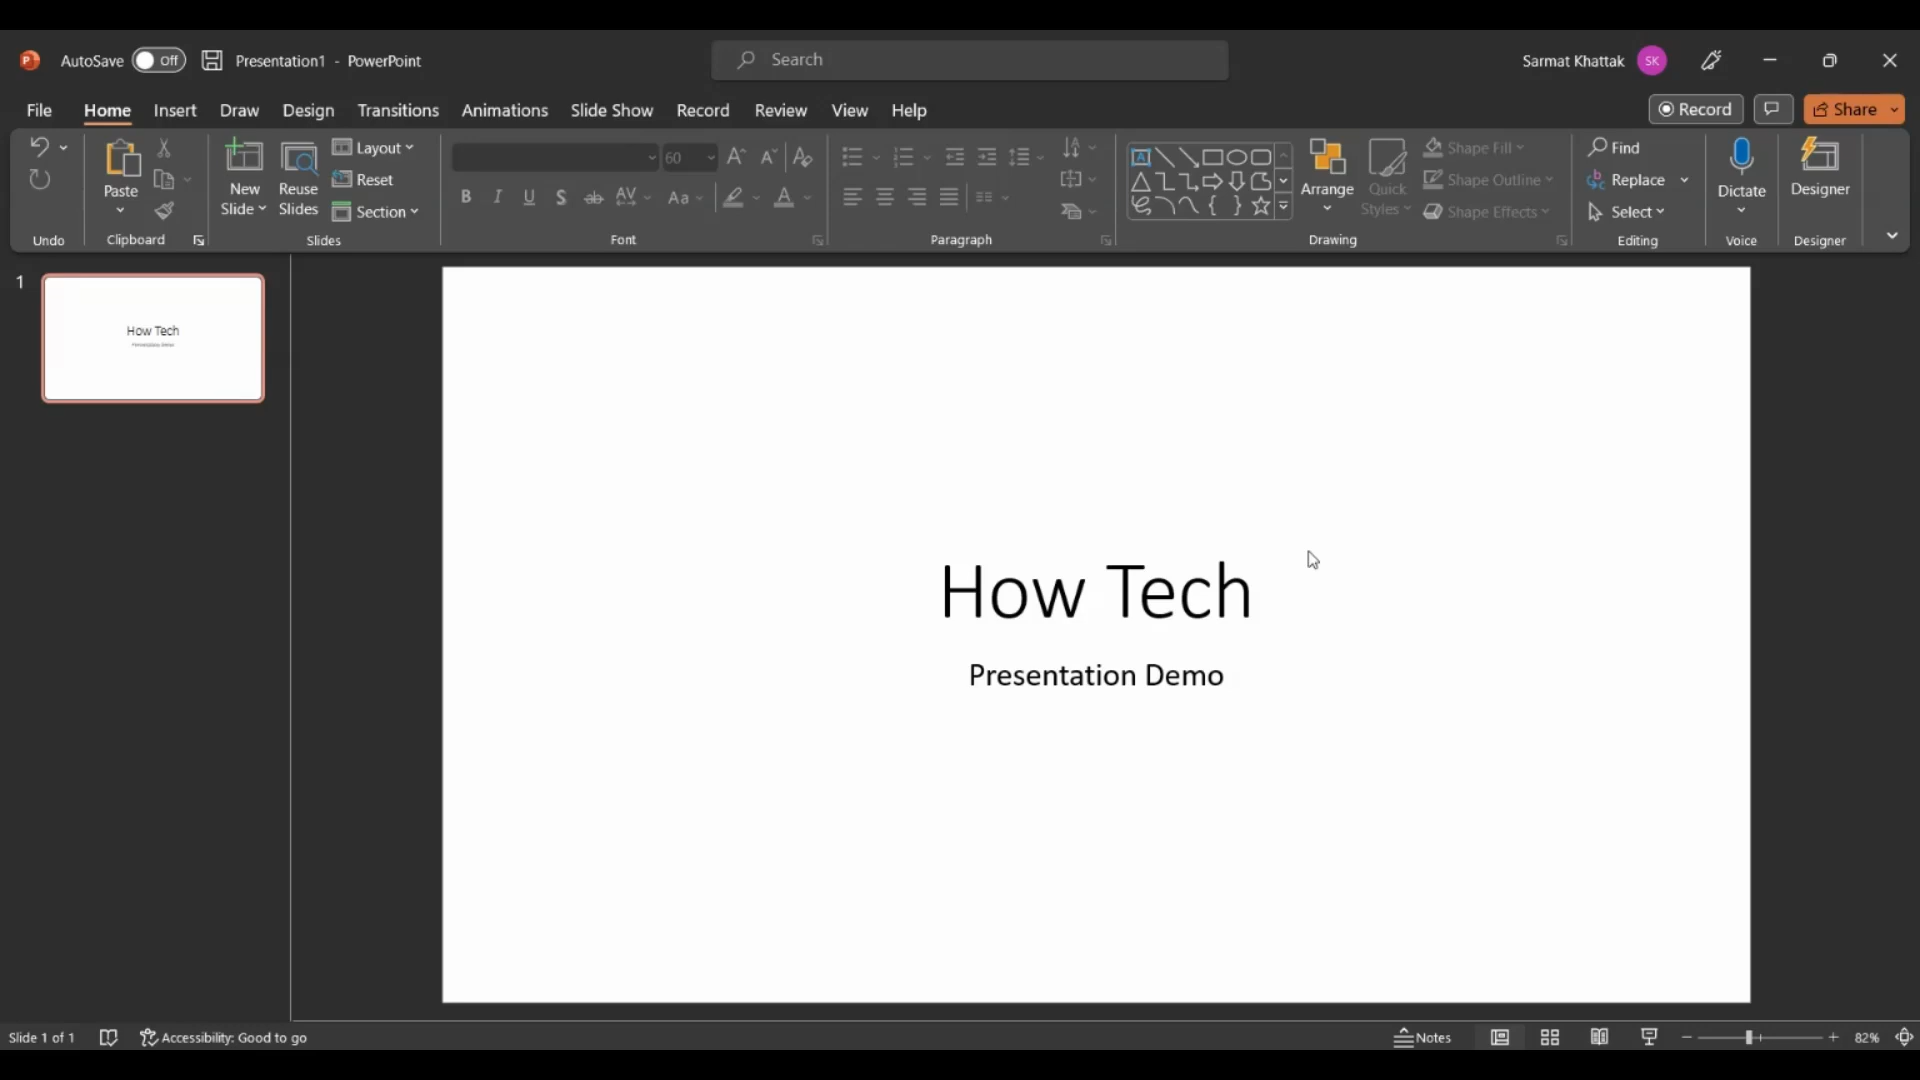 AutoSave Off Presentation1 - PowerPoint Search Sarmat Khattak SK
File Home Insert Draw Design Transitions Animations Slide Show Record Review View Help Record Share
Undo
Paste
Clipboard
New Slide
Reuse Slides
Layout
Reset
Section
Slides
60
Font
Paragraph
Arrange
Quick Styles
Shape Fill
Shape Outline
Shape Effects
Drawing
Find
Replace
Select
Editing
Dictate
Voice
Designer
Designer
1
How Tech
Presentation Demo
How Tech
Presentation Demo
Slide 1 of 1 Accessibility: Good to go Notes 82%